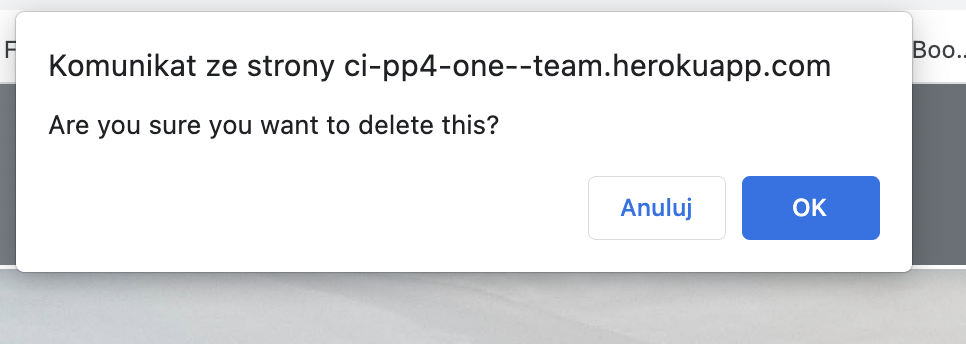 Komunikat ze strony ci-pp4-one--team.herokuapp.com
Are you sure you want to delete this?
Anuluj
OK